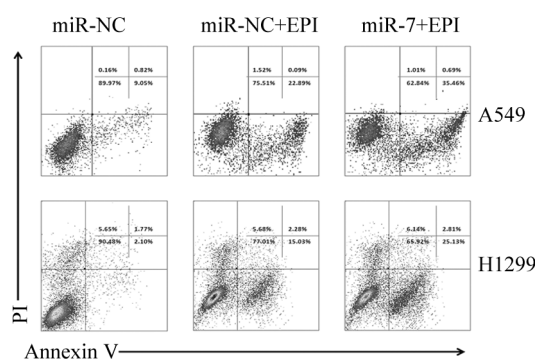 miR-NC miR-NC+EPI miR-7+EPI
0.16% 0.82% 1.52% 0.09% 1.01% 0.69%
89.97% 9.05% 75.51% 22.89% 62.84% 35.46%
A549
5.65% 1.77% 5.68% 2.28% 6.14% 2.81%
90.48% 2.10% 77.01% 15.03% 65.92% 25.13%
H1299
PI
Annexin V